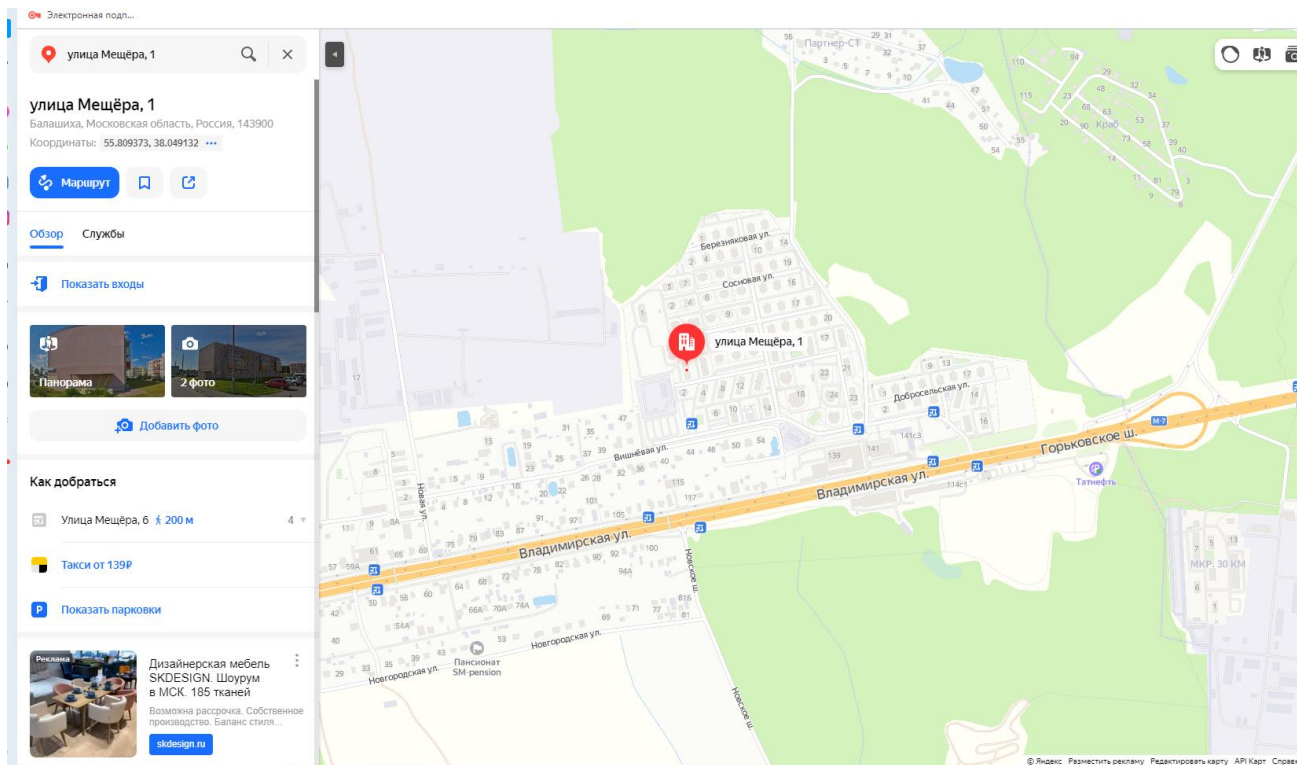 Электронная подп...
улица Мещёра, 1
улица Мещёра, 1
Балашиха, Московская область, Россия, 143900
Координаты: 55.809373, 38.049132 •••
Маршрут
Обзор Службы
Показать входы
Панорама
2 фото
Добавить фото
Как добраться
Улица Мещёра, 6 200 м 4
Такси от 139₽
Показать парковки
Реклама
Дизайнерская мебель
SKDESIGN. Шоурум
в МСК. 185 тканей
Возможна рассрочка. Собственное
производство. Баланс стиля...
skdesign.ru
Партнер-СТ
Краб
Березняковая ул.
Сосновая ул.
улица Мещёра, 1
Добросельская ул.
Вишнёвая ул.
Новая ул.
Горьковское ш.
М-7
Татнефть
Владимирская ул.
Владимирская ул.
МКР. 30 КМ
Новское ш.
Новгородская ул.
Новгородская ул.
Пансионат
SM-pension
Новское ш.
© Яндекс Разместить рекламу Редактировать карту API Карт Справк